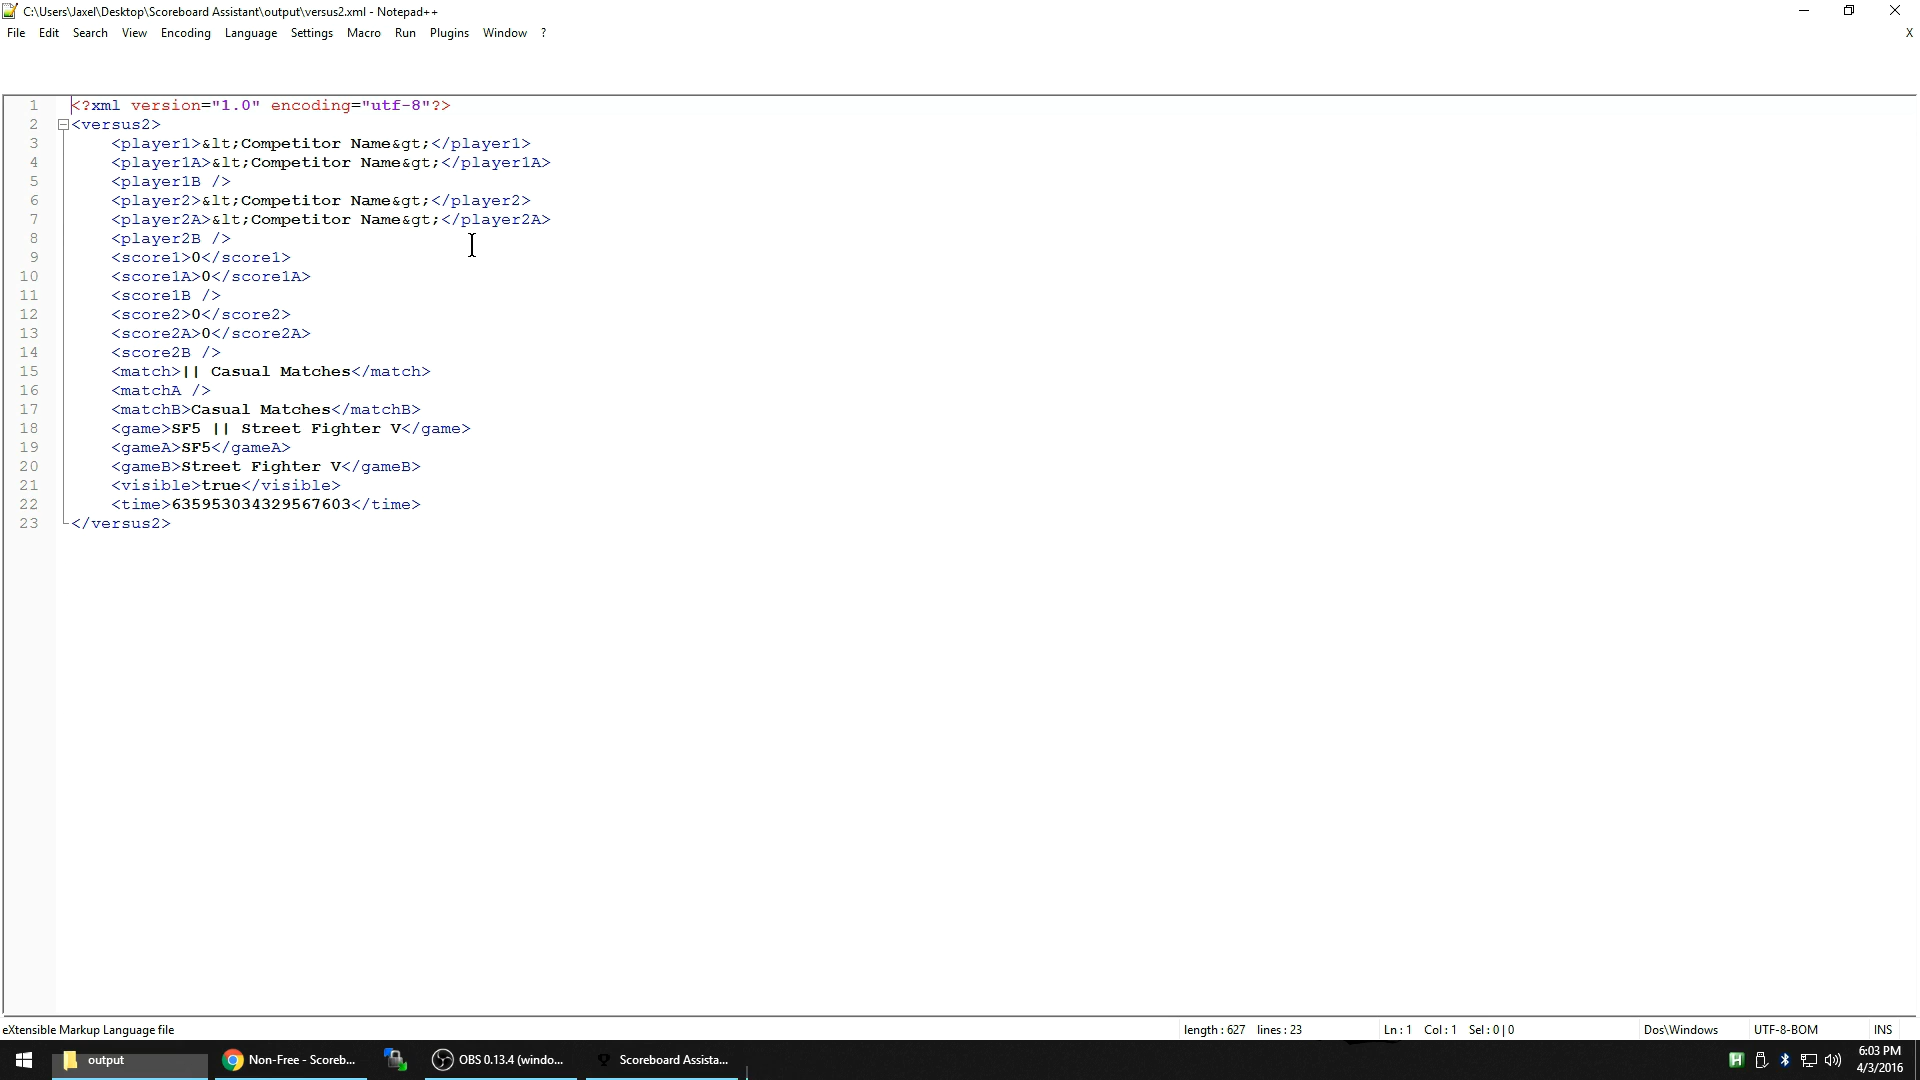 C:\Users\Jaxel\Desktop\Scoreboard Assistant\output\versus2.xml - Notepad++
File Edit Search View Encoding Language Settings Macro Run Plugins Window ? X
1 <?xml version="1.0" encoding="utf-8"?>
2 <versus2>
3 <player1>&lt;Competitor Name&gt;</player1>
4 <player1A>&lt;Competitor Name&gt;</player1A>
5 <player1B />
6 <player2>&lt;Competitor Name&gt;</player2>
7 <player2A>&lt;Competitor Name&gt;</player2A>
8 <player2B />
9 <score1>0</score1>
10 <score1A>0</score1A>
11 <score1B />
12 <score2>0</score2>
13 <score2A>0</score2A>
14 <score2B />
15 <match>|| Casual Matches</match>
16 <matchA />
17 <matchB>Casual Matches</matchB>
18 <game>SF5 || Street Fighter V</game>
19 <gameA>SF5</gameA>
20 <gameB>Street Fighter V</gameB>
21 <visible>true</visible>
22 <time>635953034329567603</time>
23 </versus2>
eXtensible Markup Language file length : 627 lines : 23 Ln : 1 Col : 1 Sel : 0 | 0 Dos\Windows UTF-8-BOM INS
output Non-Free - Scoreb... OBS 0.13.4 (windo... Scoreboard Assista... H 6:03 PM
4/3/2016